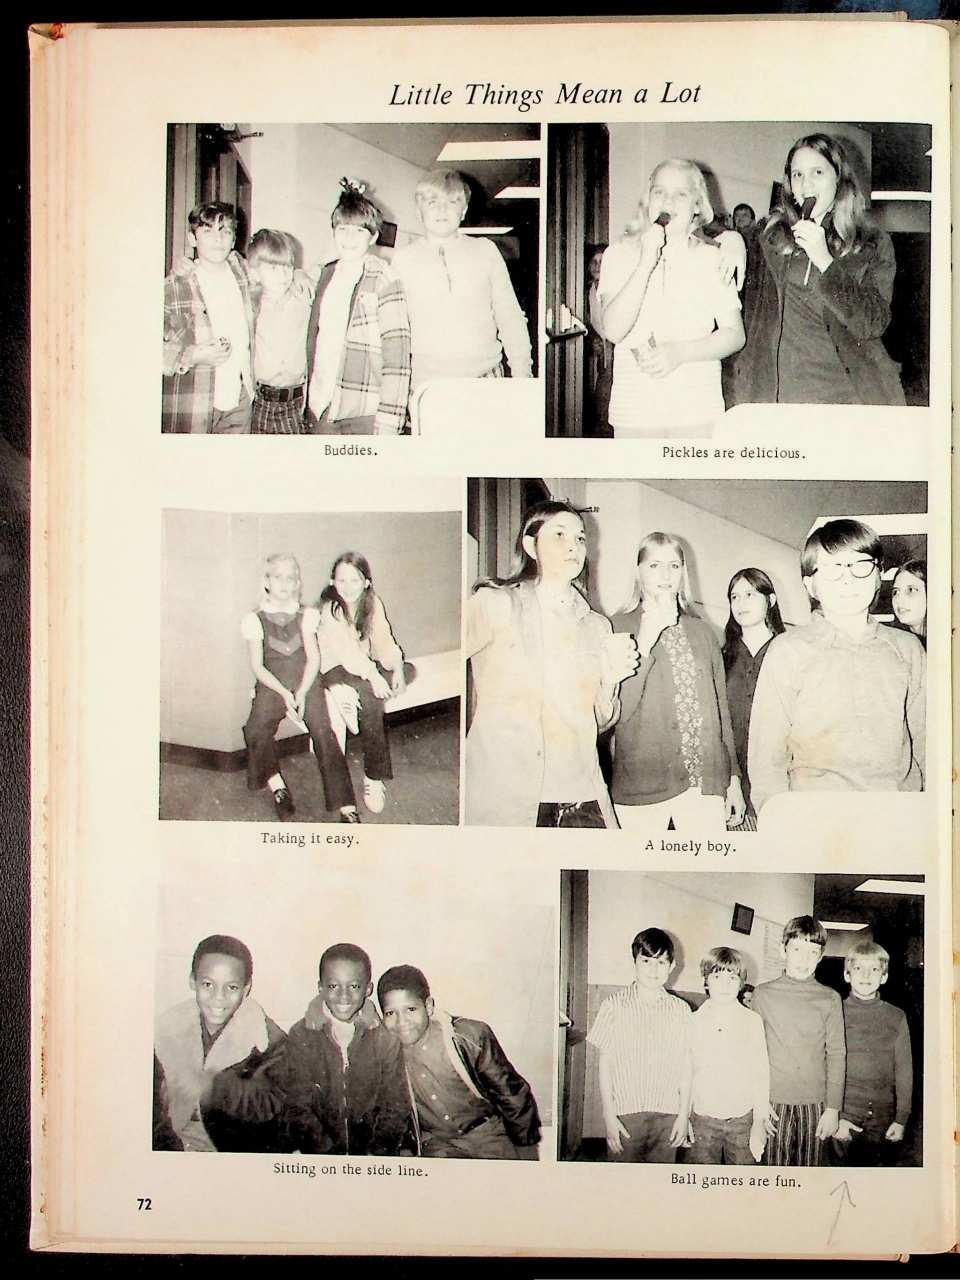 Little Things Mean a Lot
Buddies.
Pickles are delicious.
Taking it easy.
A lonely boy.
Sitting on the side line.
Ball games are fun.
72